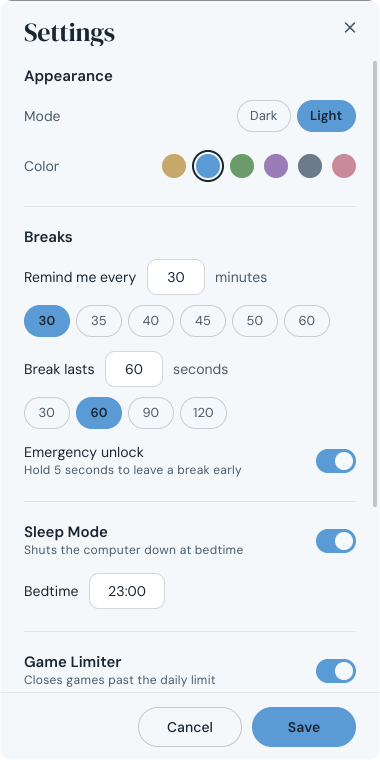 Settings
Appearance
Mode Dark Light
Color
Breaks
Remind me every 30 minutes
30 35 40 45 50 60
Break lasts 60 seconds
30 60 90 120
Emergency unlock
Hold 5 seconds to leave a break early
Sleep Mode
Shuts the computer down at bedtime
Bedtime 23:00
Game Limiter
Closes games past the daily limit
Cancel Save